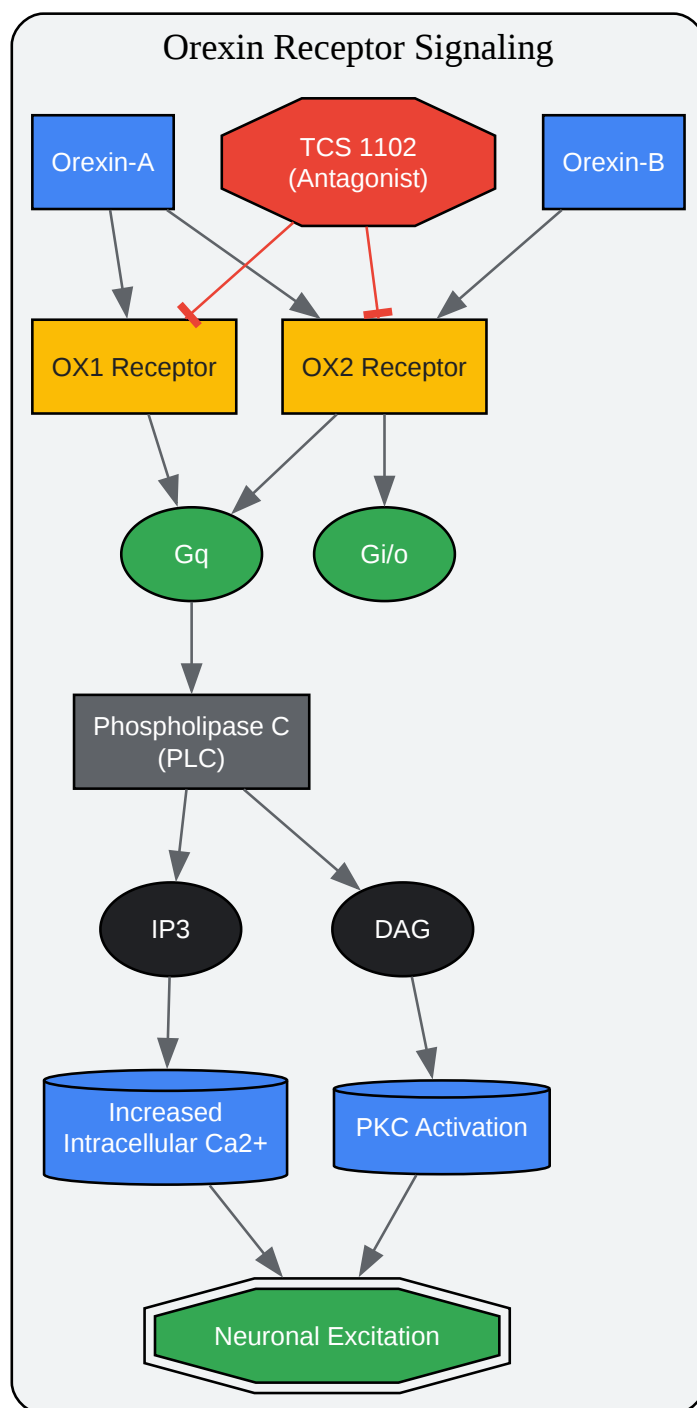 Orexin Receptor Signaling
Orexin-A
TCS 1102
(Antagonist)
Orexin-B
OX1 Receptor
OX2 Receptor
Gq
Gi/o
Phospholipase C
(PLC)
IP3
DAG
Increased
Intracellular Ca2+
PKC Activation
Neuronal Excitation